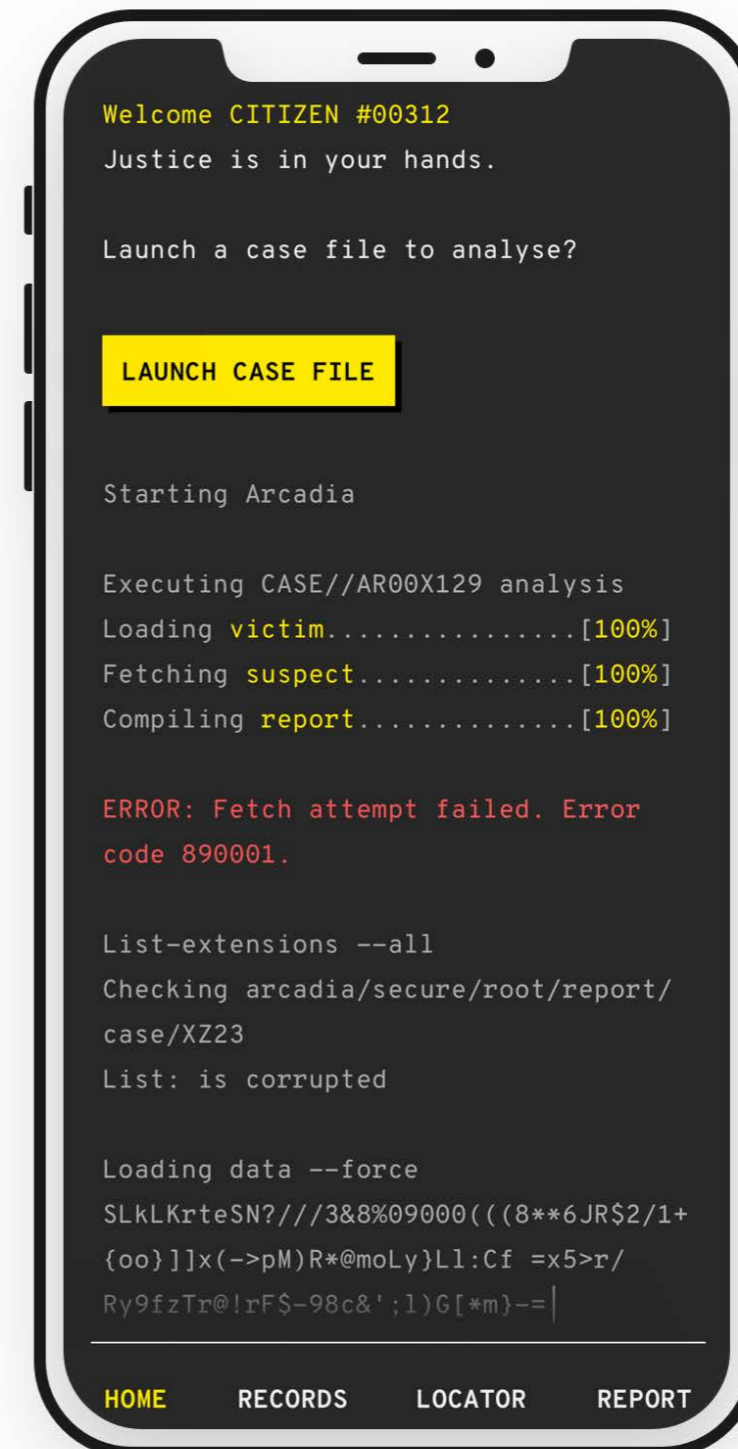 Welcome CITIZEN #00312
Justice is in your hands.
Launch a case file to analyse?
LAUNCH CASE FILE
Starting Arcadia
Executing CASE//AR00X129 analysis
Loading victim................[100%]
Fetching suspect..............[100%]
Compiling report..............[100%]
ERROR: Fetch attempt failed. Error
code 890001.
List-extensions --all
Checking arcadia/secure/root/report/
case/XZ23
List: is corrupted
Loading data --force
SLkLKrteSN?///3&8%09000(((8**6JR$2/1+
{oo}]]x(->pM)R*@moLy}Ll:Cf =x5>r/
Ry9fzTr@!rF$-98c&';l)G[*m}-=
HOME RECORDS LOCATOR REPORT